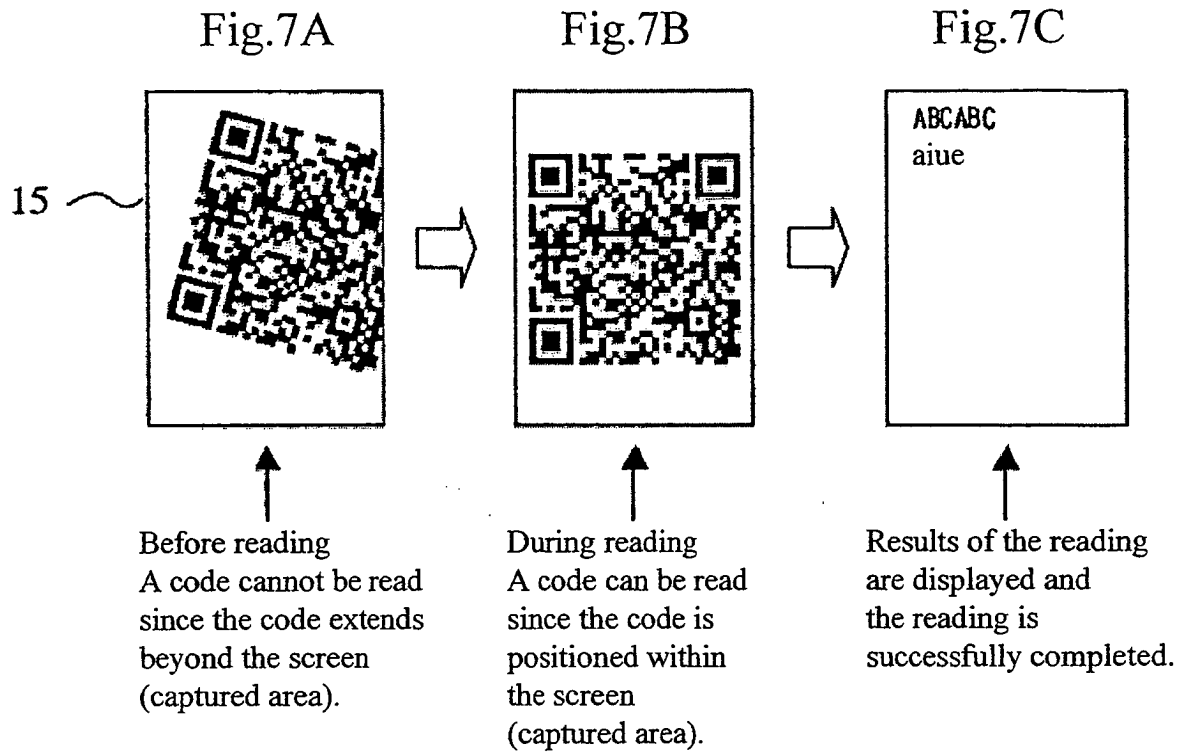 Fig.7A
Fig.7B
Fig.7C
15
ABCABC
aiue
Before reading
A code cannot be read
since the code extends
beyond the screen
(captured area).
During reading
A code can be read
since the code is
positioned within
the screen
(captured area).
Results of the reading
are displayed and
the reading is
successfully completed.